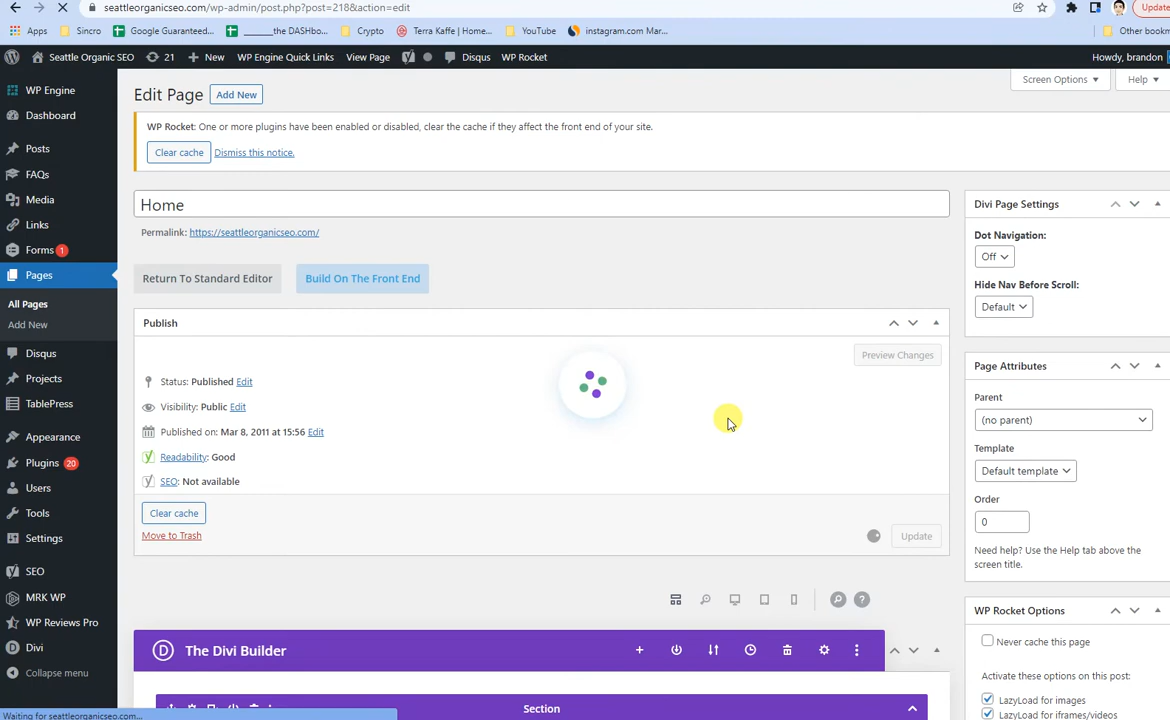 seattleorganicseo.com/wp-admin/post.php?post=218&action=edit
Update
Apps
Sincro
Google Guaranteed...
______the DASHbo...
Crypto
Terra Kaffe | Home...
YouTube
instagram.com Mar...
Other bookm
Seattle Organic SEO
21
New
WP Engine Quick Links
View Page
Disqus
WP Rocket
Howdy, brandon
WP Engine
Dashboard
Posts
FAQs
Media
Links
Forms 1
Pages
All Pages
Add New
Disqus
Projects
TablePress
Appearance
Plugins 20
Users
Tools
Settings
SEO
MRK WP
WP Reviews Pro
Divi
Collapse menu
Screen Options
Help
Edit Page
Add New
WP Rocket: One or more plugins have been enabled or disabled, clear the cache if they affect the front end of your site.
Clear cache
Dismiss this notice.
Home
Permalink: https://seattleorganicseo.com/
Return To Standard Editor
Build On The Front End
Publish
Preview Changes
Status: Published Edit
Visibility: Public Edit
Published on: Mar 8, 2011 at 15:56 Edit
Readability: Good
SEO: Not available
Clear cache
Move to Trash
Update
The Divi Builder
Section
Divi Page Settings
Dot Navigation:
Off
Hide Nav Before Scroll:
Default
Page Attributes
Parent
(no parent)
Template
Default template
Order
0
Need help? Use the Help tab above the
screen title.
WP Rocket Options
Never cache this page
Activate these options on this post:
LazyLoad for images
LazyLoad for iframes/videos
Waiting for seattleorganicseo.com...